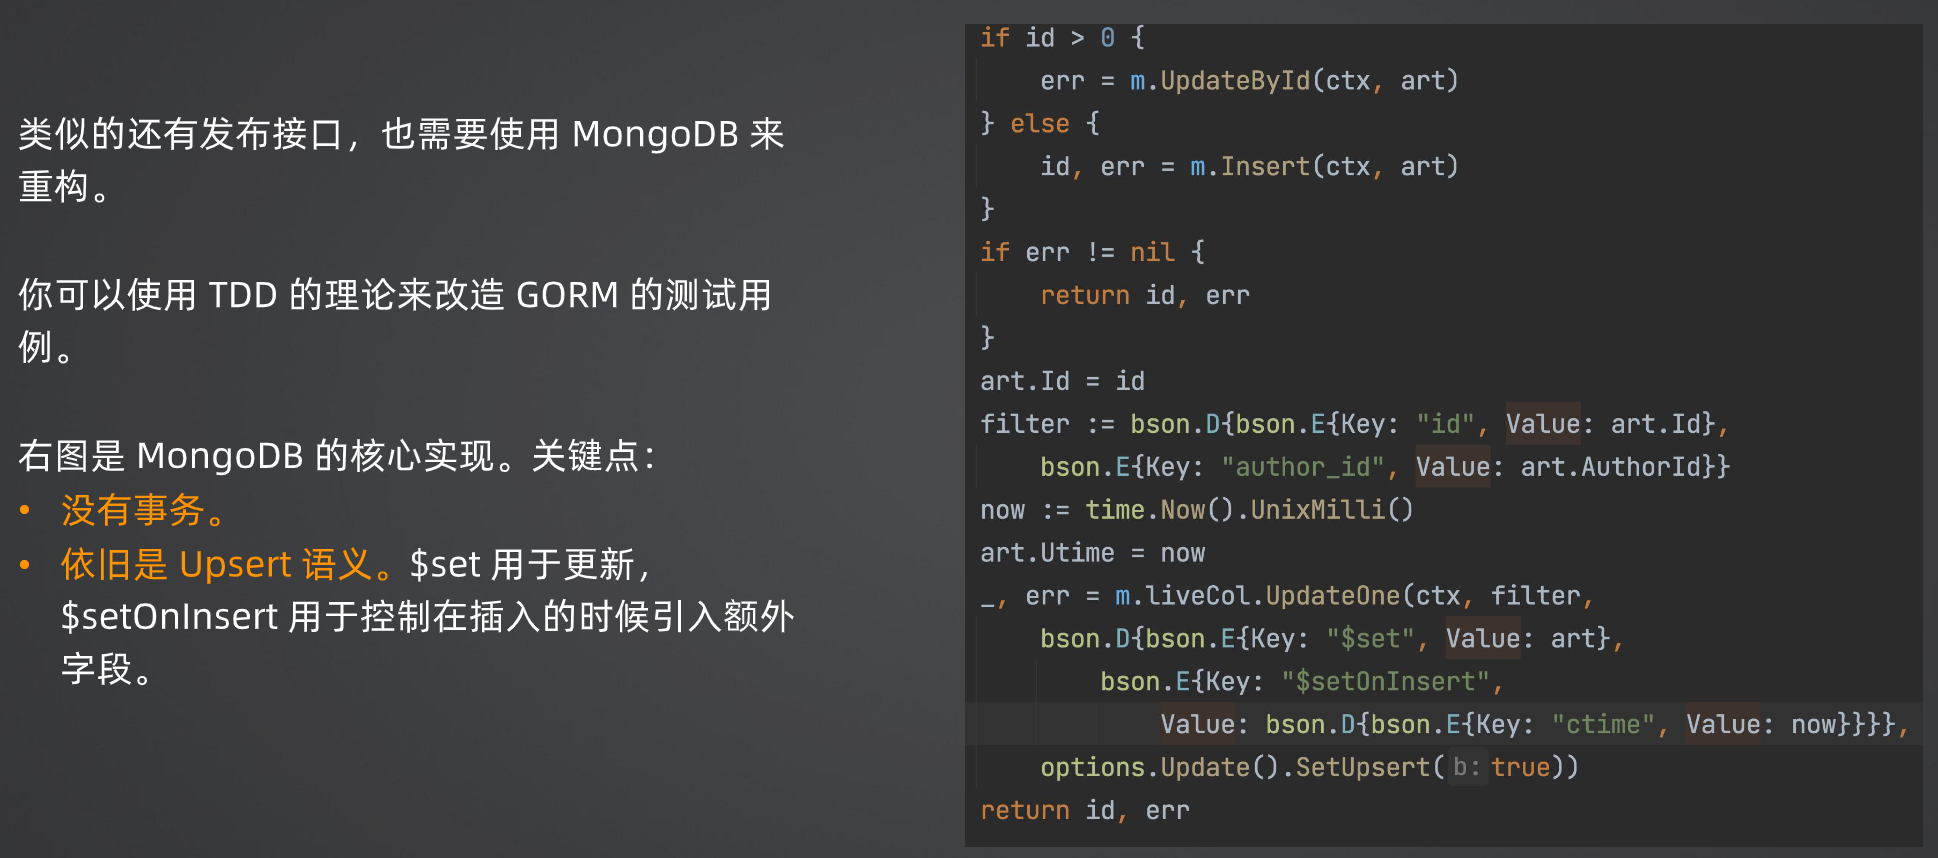 类似的还有发布接口，也需要使用 MongoDB 来
重构。
你可以使用 TDD 的理论来改造 GORM 的测试用
例。
右图是 MongoDB 的核心实现。关键点：
• 没有事务。
• 依旧是 Upsert 语义。$set 用于更新，
$setOnInsert 用于控制在插入的时候引入额外
字段。
if id > 0 {
    err = m.UpdateById(ctx, art)
} else {
    id, err = m.Insert(ctx, art)
}
if err != nil {
    return id, err
}
art.Id = id
filter := bson.D{bson.E{Key: "id", Value: art.Id},
    bson.E{Key: "author_id", Value: art.AuthorId}}
now := time.Now().UnixMilli()
art.Utime = now
_, err = m.liveCol.UpdateOne(ctx, filter,
    bson.D{bson.E{Key: "$set", Value: art},
        bson.E{Key: "$setOnInsert",
            Value: bson.D{bson.E{Key: "ctime", Value: now}}}},
    options.Update().SetUpsert( b: true))
return id, err